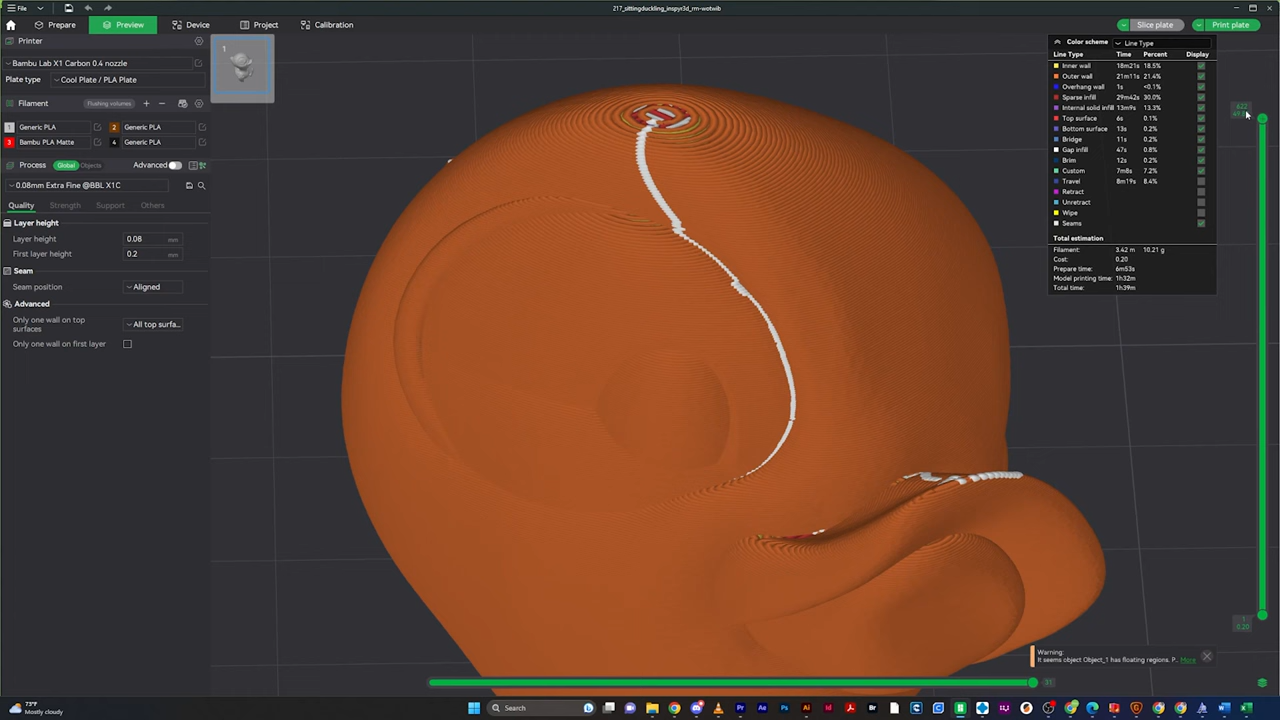 File
217_sittingduckling_inspyr3d_rm-wotwib
Prepare
Preview
Device
Project
Calibration
Slice plate
Print plate
Printer
Bambu Lab X1 Carbon 0.4 nozzle
Plate type
Cool Plate / PLA Plate
Filament
Flushing volumes
1 Generic PLA
2 Generic PLA
3 Bambu PLA Matte
4 Generic PLA
Process Global Objects Advanced
0.08mm Extra Fine @BBL X1C
Quality Strength Support Others
Layer height
Layer height 0.08 mm
First layer height 0.2 mm
Seam
Seam position Aligned
Advanced
Only one wall on top
surfaces
All top surfa...
Only one wall on first layer
1
Color scheme Line Type
Line Type Time Percent Display
Inner wall 18m21s 18.5%
Outer wall 21m11s 21.4%
Overhang wall 1s <0.1%
Sparse infill 29m42s 30.0%
Internal solid infill 13m9s 13.3%
Top surface 6s 0.1%
Bottom surface 13s 0.2%
Bridge 11s 0.2%
Gap infill 47s 0.8%
Brim 12s 0.2%
Custom 7m8s 7.2%
Travel 8m19s 8.4%
Retract
Unretract
Wipe
Seams
Total estimation
Filament: 3.42 m 10.21 g
Cost: 0.20
Prepare time: 6m53s
Model printing time: 1h32m
Total time: 1h39m
622
1
0.20
Warning:
It seems object Object_1 has floating regions. P.. More
31
73°F
Mostly cloudy
Search